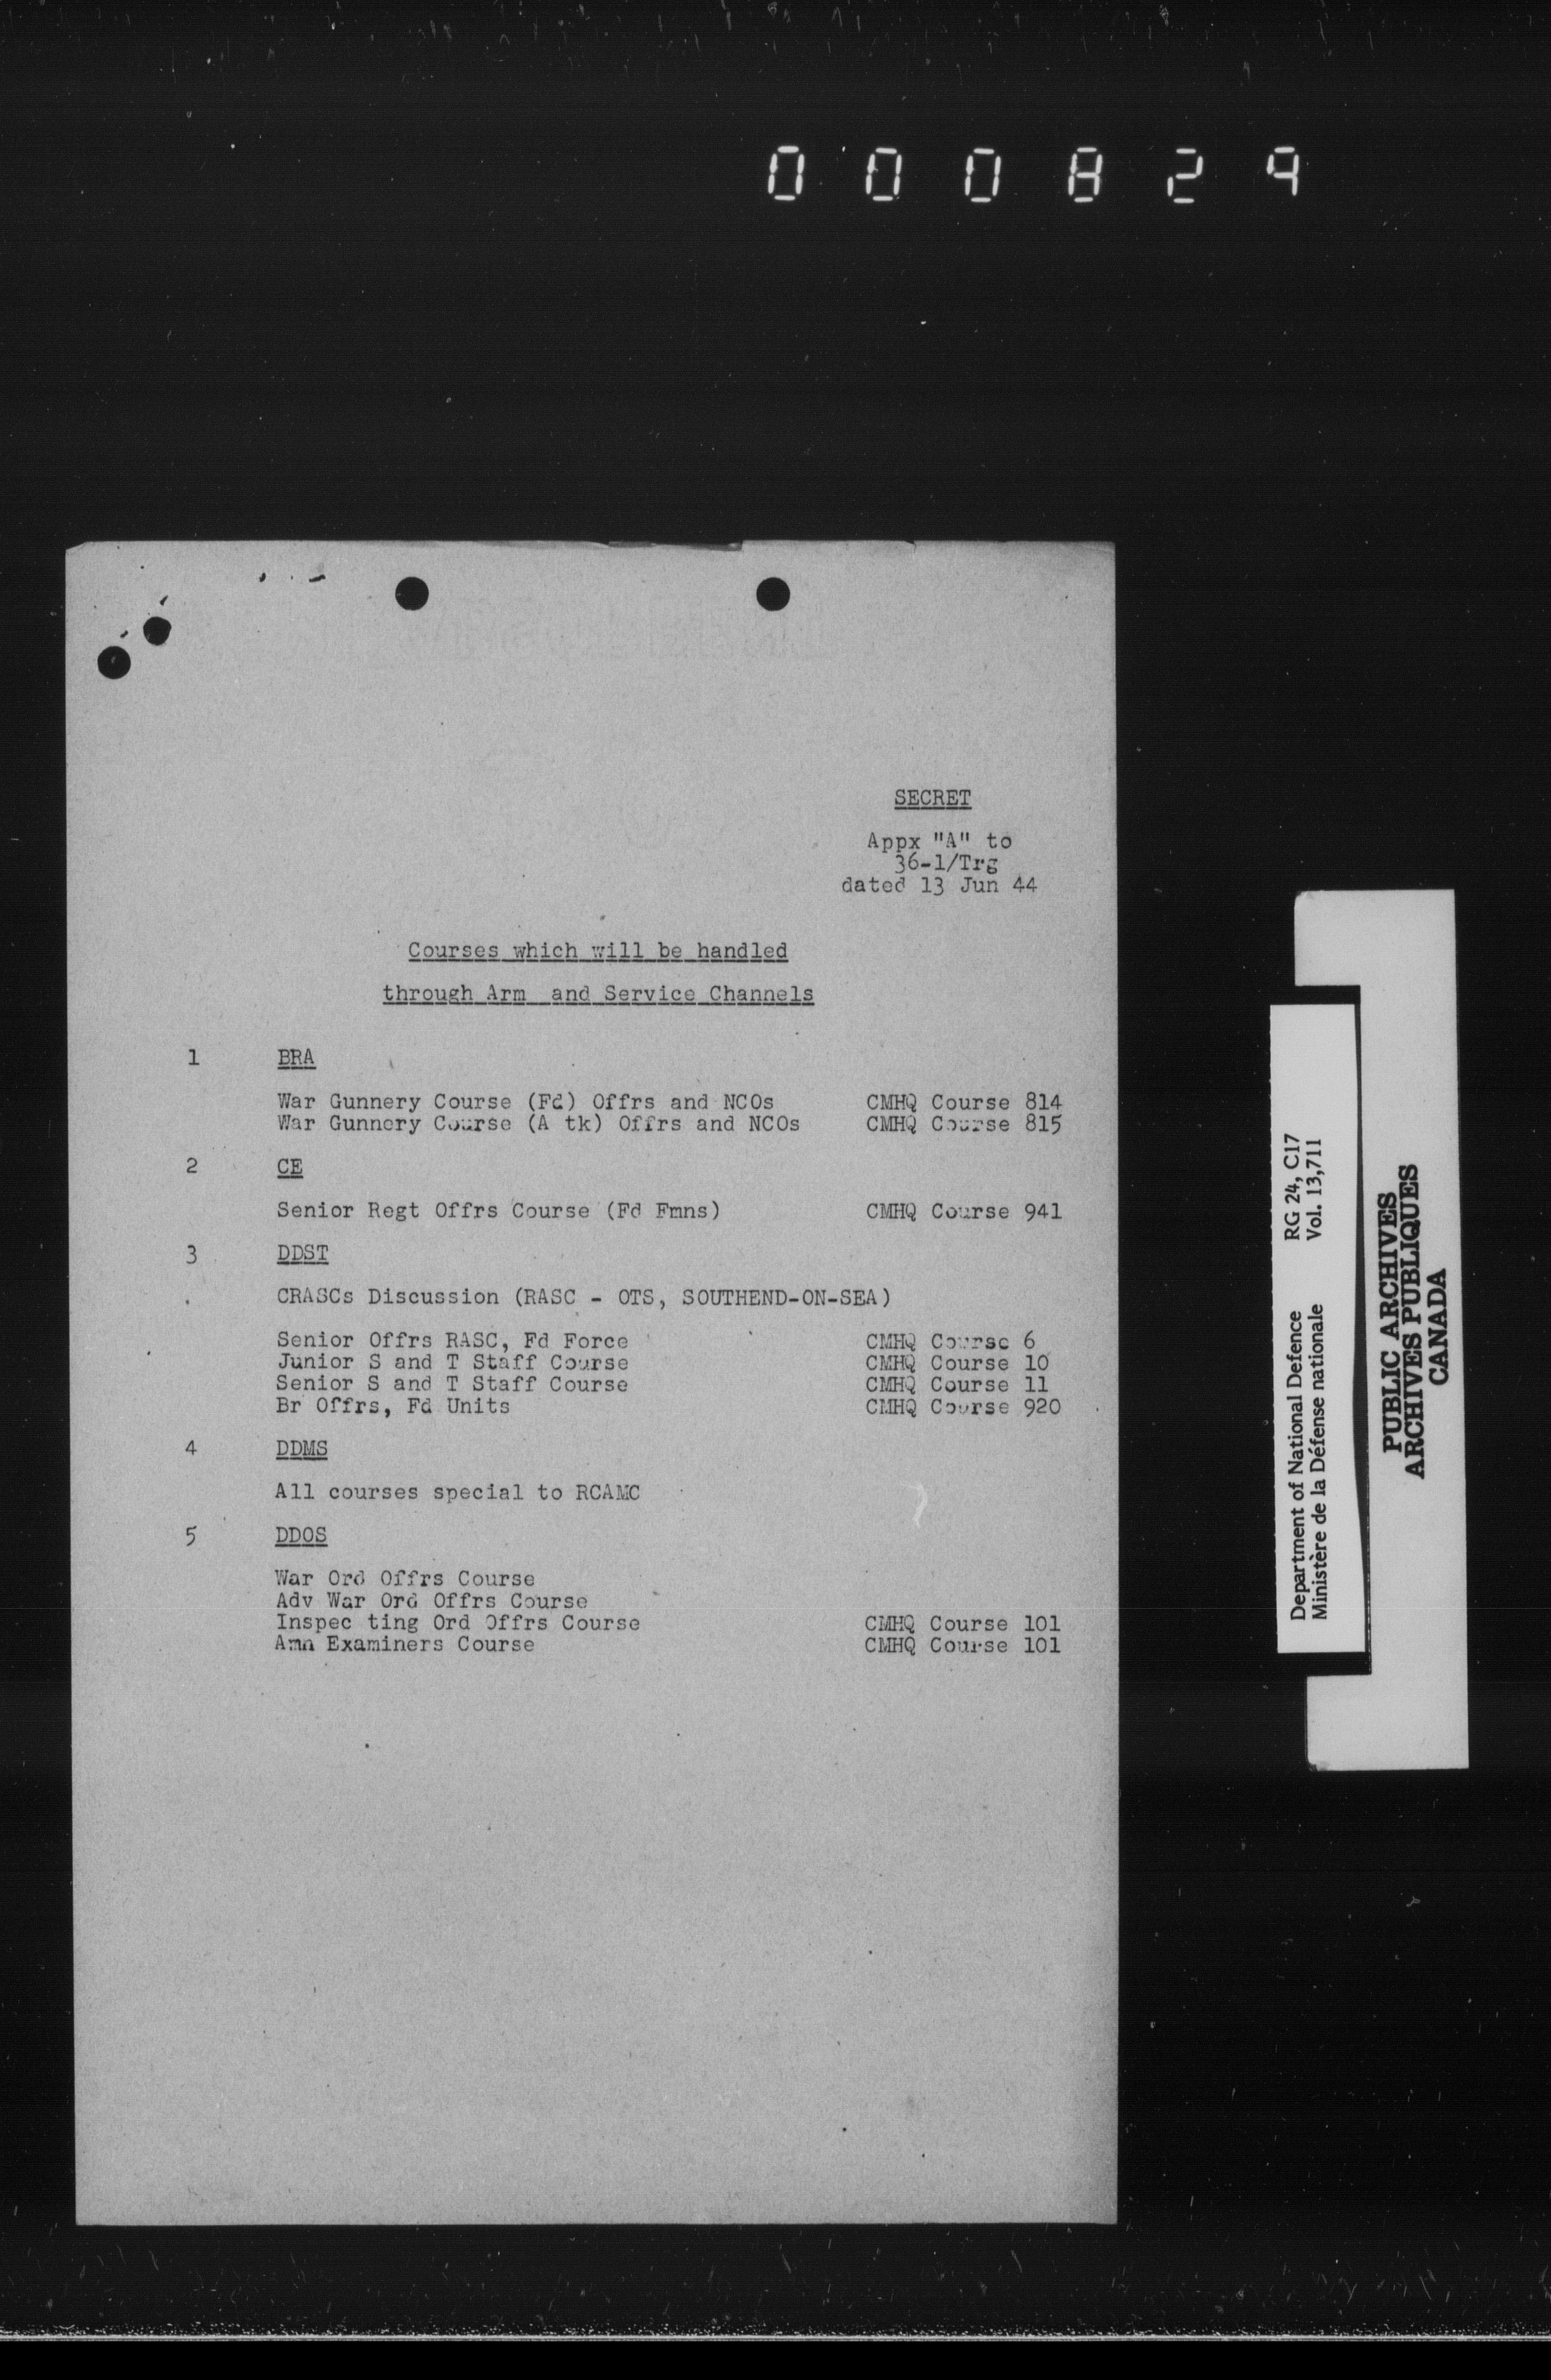 000829
SECRET
Appx "A" to
36-1/Trg
dated 13 Jun 44
Courses which will be handled
through Arm and Service Channels
1 BRA
War Gunnery Course (Fd) Offrs and NCOs CMHQ Course 814
War Gunnery Course (A tk) Offrs and NCOs CMHQ Course 815
2 CE
Senior Regt Offrs Course (Fd Fmns) CMHQ Course 941
3 DDST
CRASCs Discussion (RASC - OTS, SOUTHEND-ON-SEA)
Senior Offrs RASC, Fd Force CMHQ Course 6
Junior S and T Staff Course CMHQ Course 10
Senior S and T Staff Course CMHQ Course 11
Br Offrs, Fd Units CMHQ Course 920
4 DDMS
All courses special to RCAMC
5 DDOS
War Ord Offrs Course
Adv War Ord Offrs Course
Inspec ting Ord Offrs Course CMHQ Course 101
Amn Examiners Course CMHQ Course 101
Department of National Defence RG 24, C17
Ministère de la Défense nationale Vol. 13,711
PUBLIC ARCHIVES
ARCHIVES PUBLIQUES
CANADA